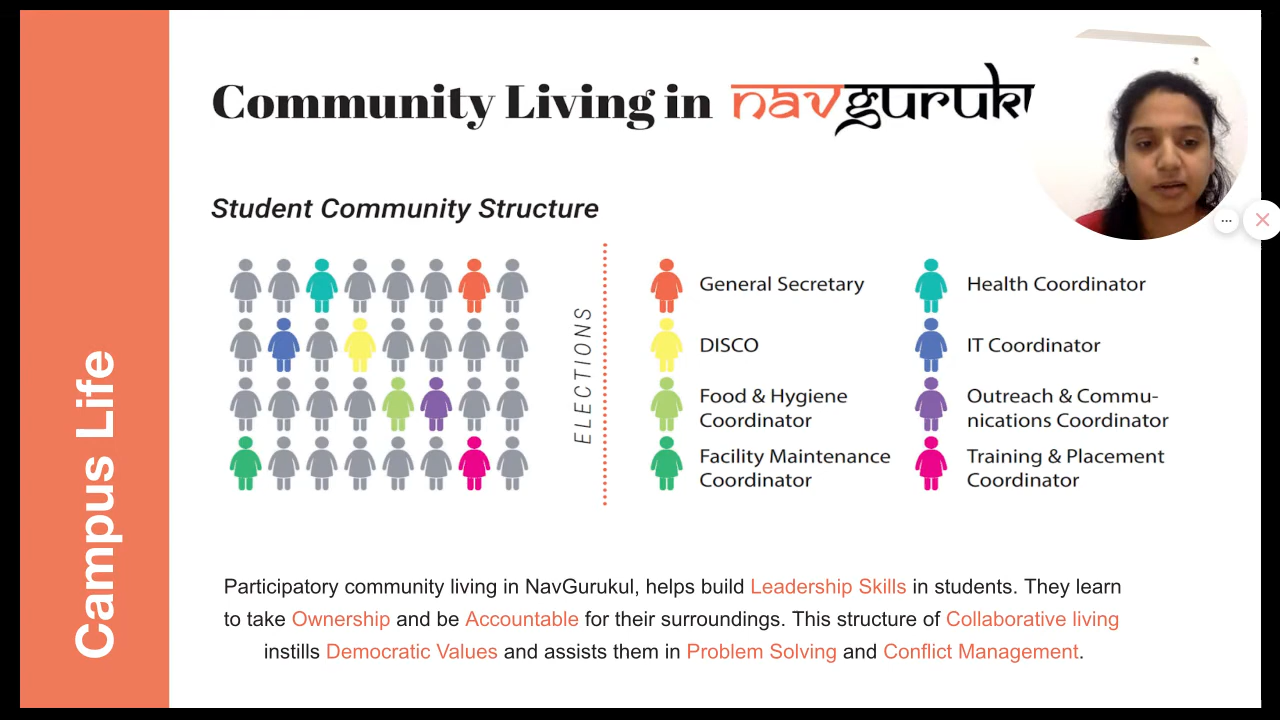 Community Living in navguruku
Student Community Structure
ELECTIONS
General Secretary
Health Coordinator
DISCO
IT Coordinator
Food & Hygiene
Coordinator
Outreach & Commu-
nications Coordinator
Facility Maintenance
Coordinator
Training & Placement
Coordinator
Campus Life
Participatory community living in NavGurukul, helps build Leadership Skills in students. They learn
to take Ownership and be Accountable for their surroundings. This structure of Collaborative living
instills Democratic Values and assists them in Problem Solving and Conflict Management.